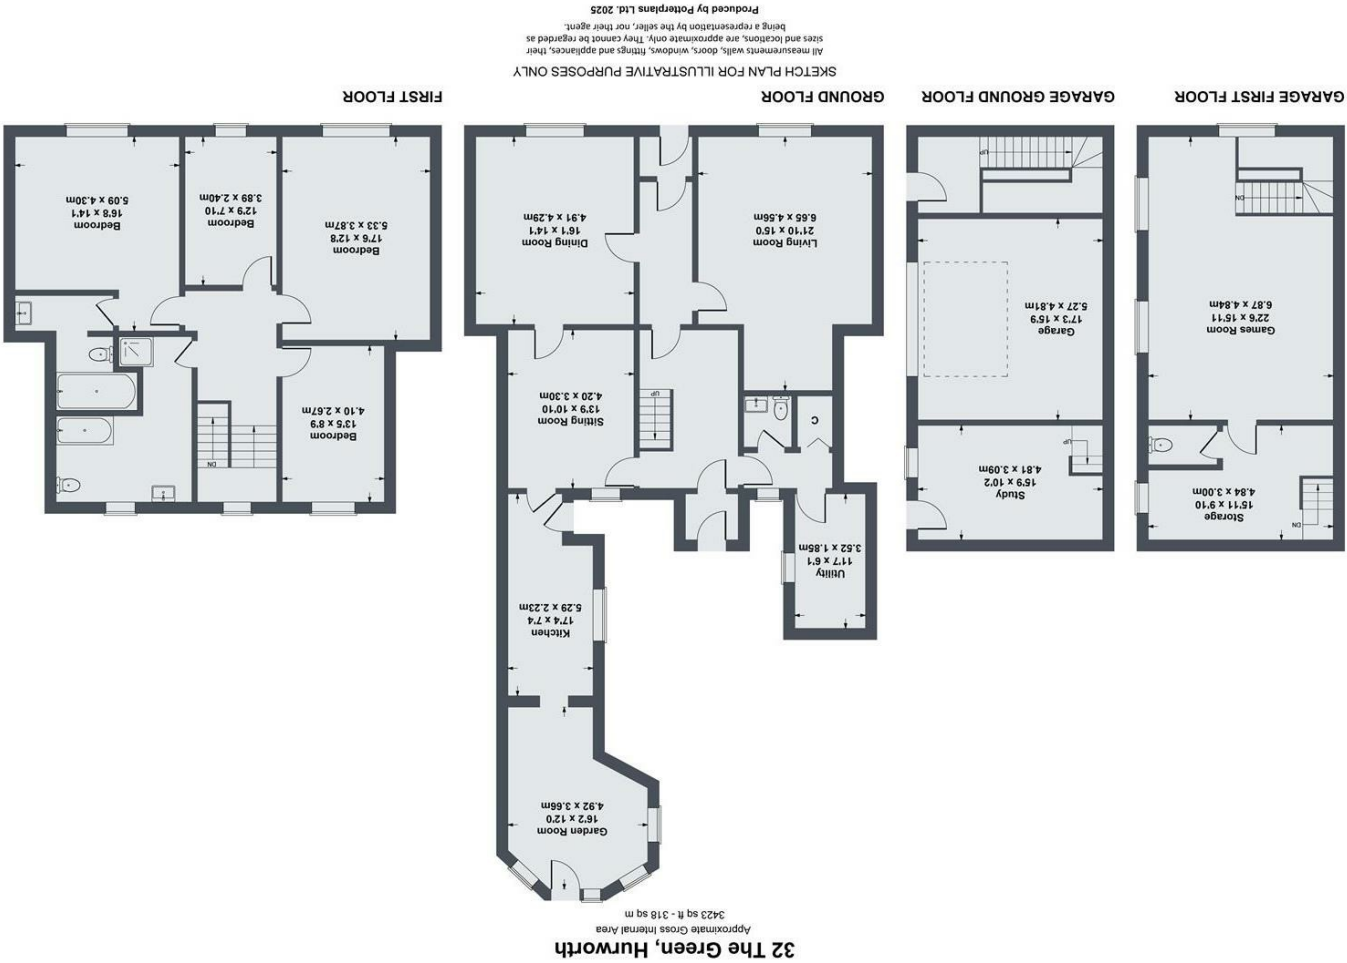 32 The Green, Hurworth
Approximate Gross Internal Area
3423 sq ft - 318 sq m
Garden Room
16'2 x 12'0
4.92 x 3.66m
Kitchen
17'4 x 7'4
5.29 x 2.23m
Utility
11'7 x 6'1
3.52 x 1.85m
Storage
15'11 x 9'10
4.84 x 3.00m
DN
Study
15'9 x 10'2
4.81 x 3.09m
UP
C
UP
Sitting Room
13'9 x 10'10
4.20 x 3.30m
DN
Bedroom
13'5 x 8'9
4.10 x 2.67m
Games Room
22'6 x 15'11
6.87 x 4.84m
DN
Garage
17'3 x 15'9
5.27 x 4.81m
UP
Living Room
21'10 x 15'0
6.65 x 4.56m
Dining Room
16'1 x 14'1
4.91 x 4.29m
Bedroom
17'6 x 12'8
5.33 x 3.87m
Bedroom
12'9 x 7'10
3.89 x 2.40m
Bedroom
16'8 x 14'1
5.09 x 4.30m
GARAGE FIRST FLOOR
GARAGE GROUND FLOOR
GROUND FLOOR
FIRST FLOOR
SKETCH PLAN FOR ILLUSTRATIVE PURPOSES ONLY
All measurements walls, doors, windows, fittings and appliances, their
sizes and locations, are approximate only. They cannot be regarded as
being a representation by the seller, nor their agent.
Produced by Potterplans Ltd. 2025